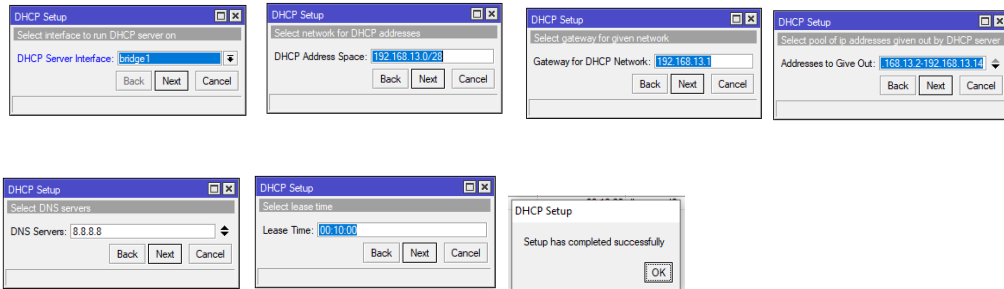 DHCP Setup
Select interface to run DHCP server on
DHCP Server Interface: bridge1
Back Next Cancel
DHCP Setup
Select network for DHCP addresses
DHCP Address Space: 192.168.13.0/28
Back Next Cancel
DHCP Setup
Select gateway for given network
Gateway for DHCP Network: 192.168.13.1
Back Next Cancel
DHCP Setup
Select pool of ip addresses given out by DHCP server
Addresses to Give Out: .168.13.2-192.168.13.14
Back Next Cancel
DHCP Setup
Select DNS servers
DNS Servers: 8.8.8.8
Back Next Cancel
DHCP Setup
Select lease time
Lease Time: 00:10:00
Back Next Cancel
DHCP Setup
Setup has completed successfully
OK